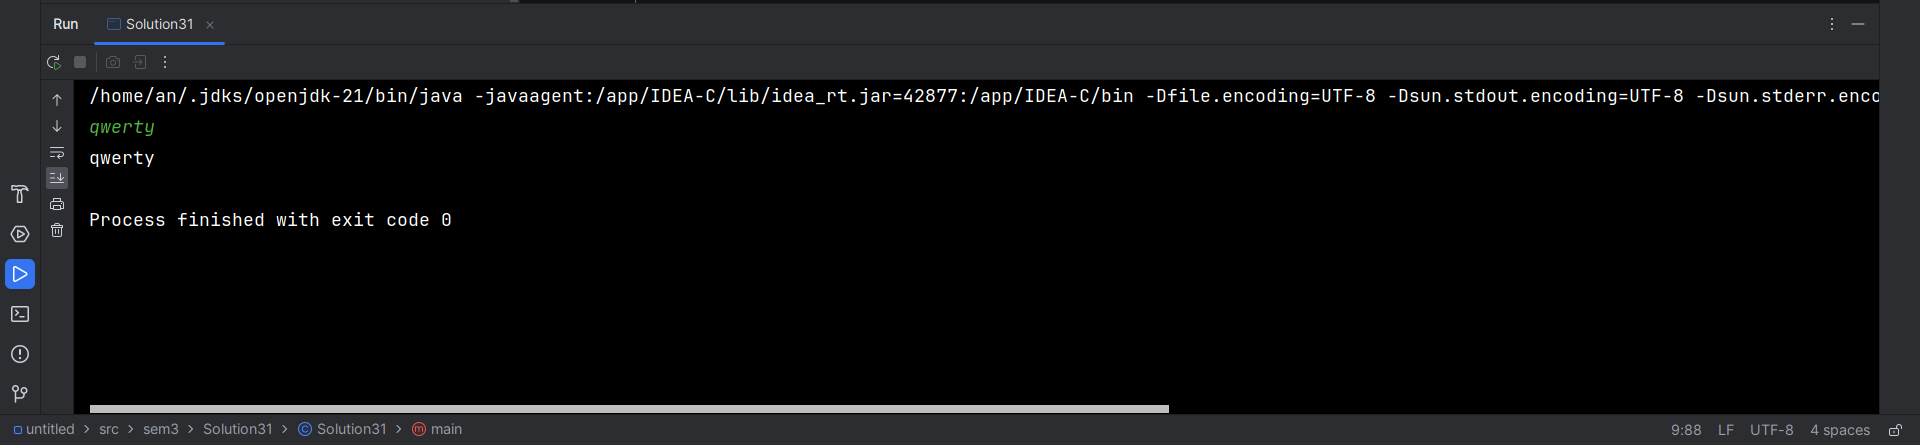 Run Solution31
/home/an/.jdks/openjdk-21/bin/java -javaagent:/app/IDEA-C/lib/idea_rt.jar=42877:/app/IDEA-C/bin -Dfile.encoding=UTF-8 -Dsun.stdout.encoding=UTF-8 -Dsun.stderr.enco
qwerty
qwerty
Process finished with exit code 0
untitled > src > sem3 > Solution31 > Solution31 > main 9:88 LF UTF-8 4 spaces